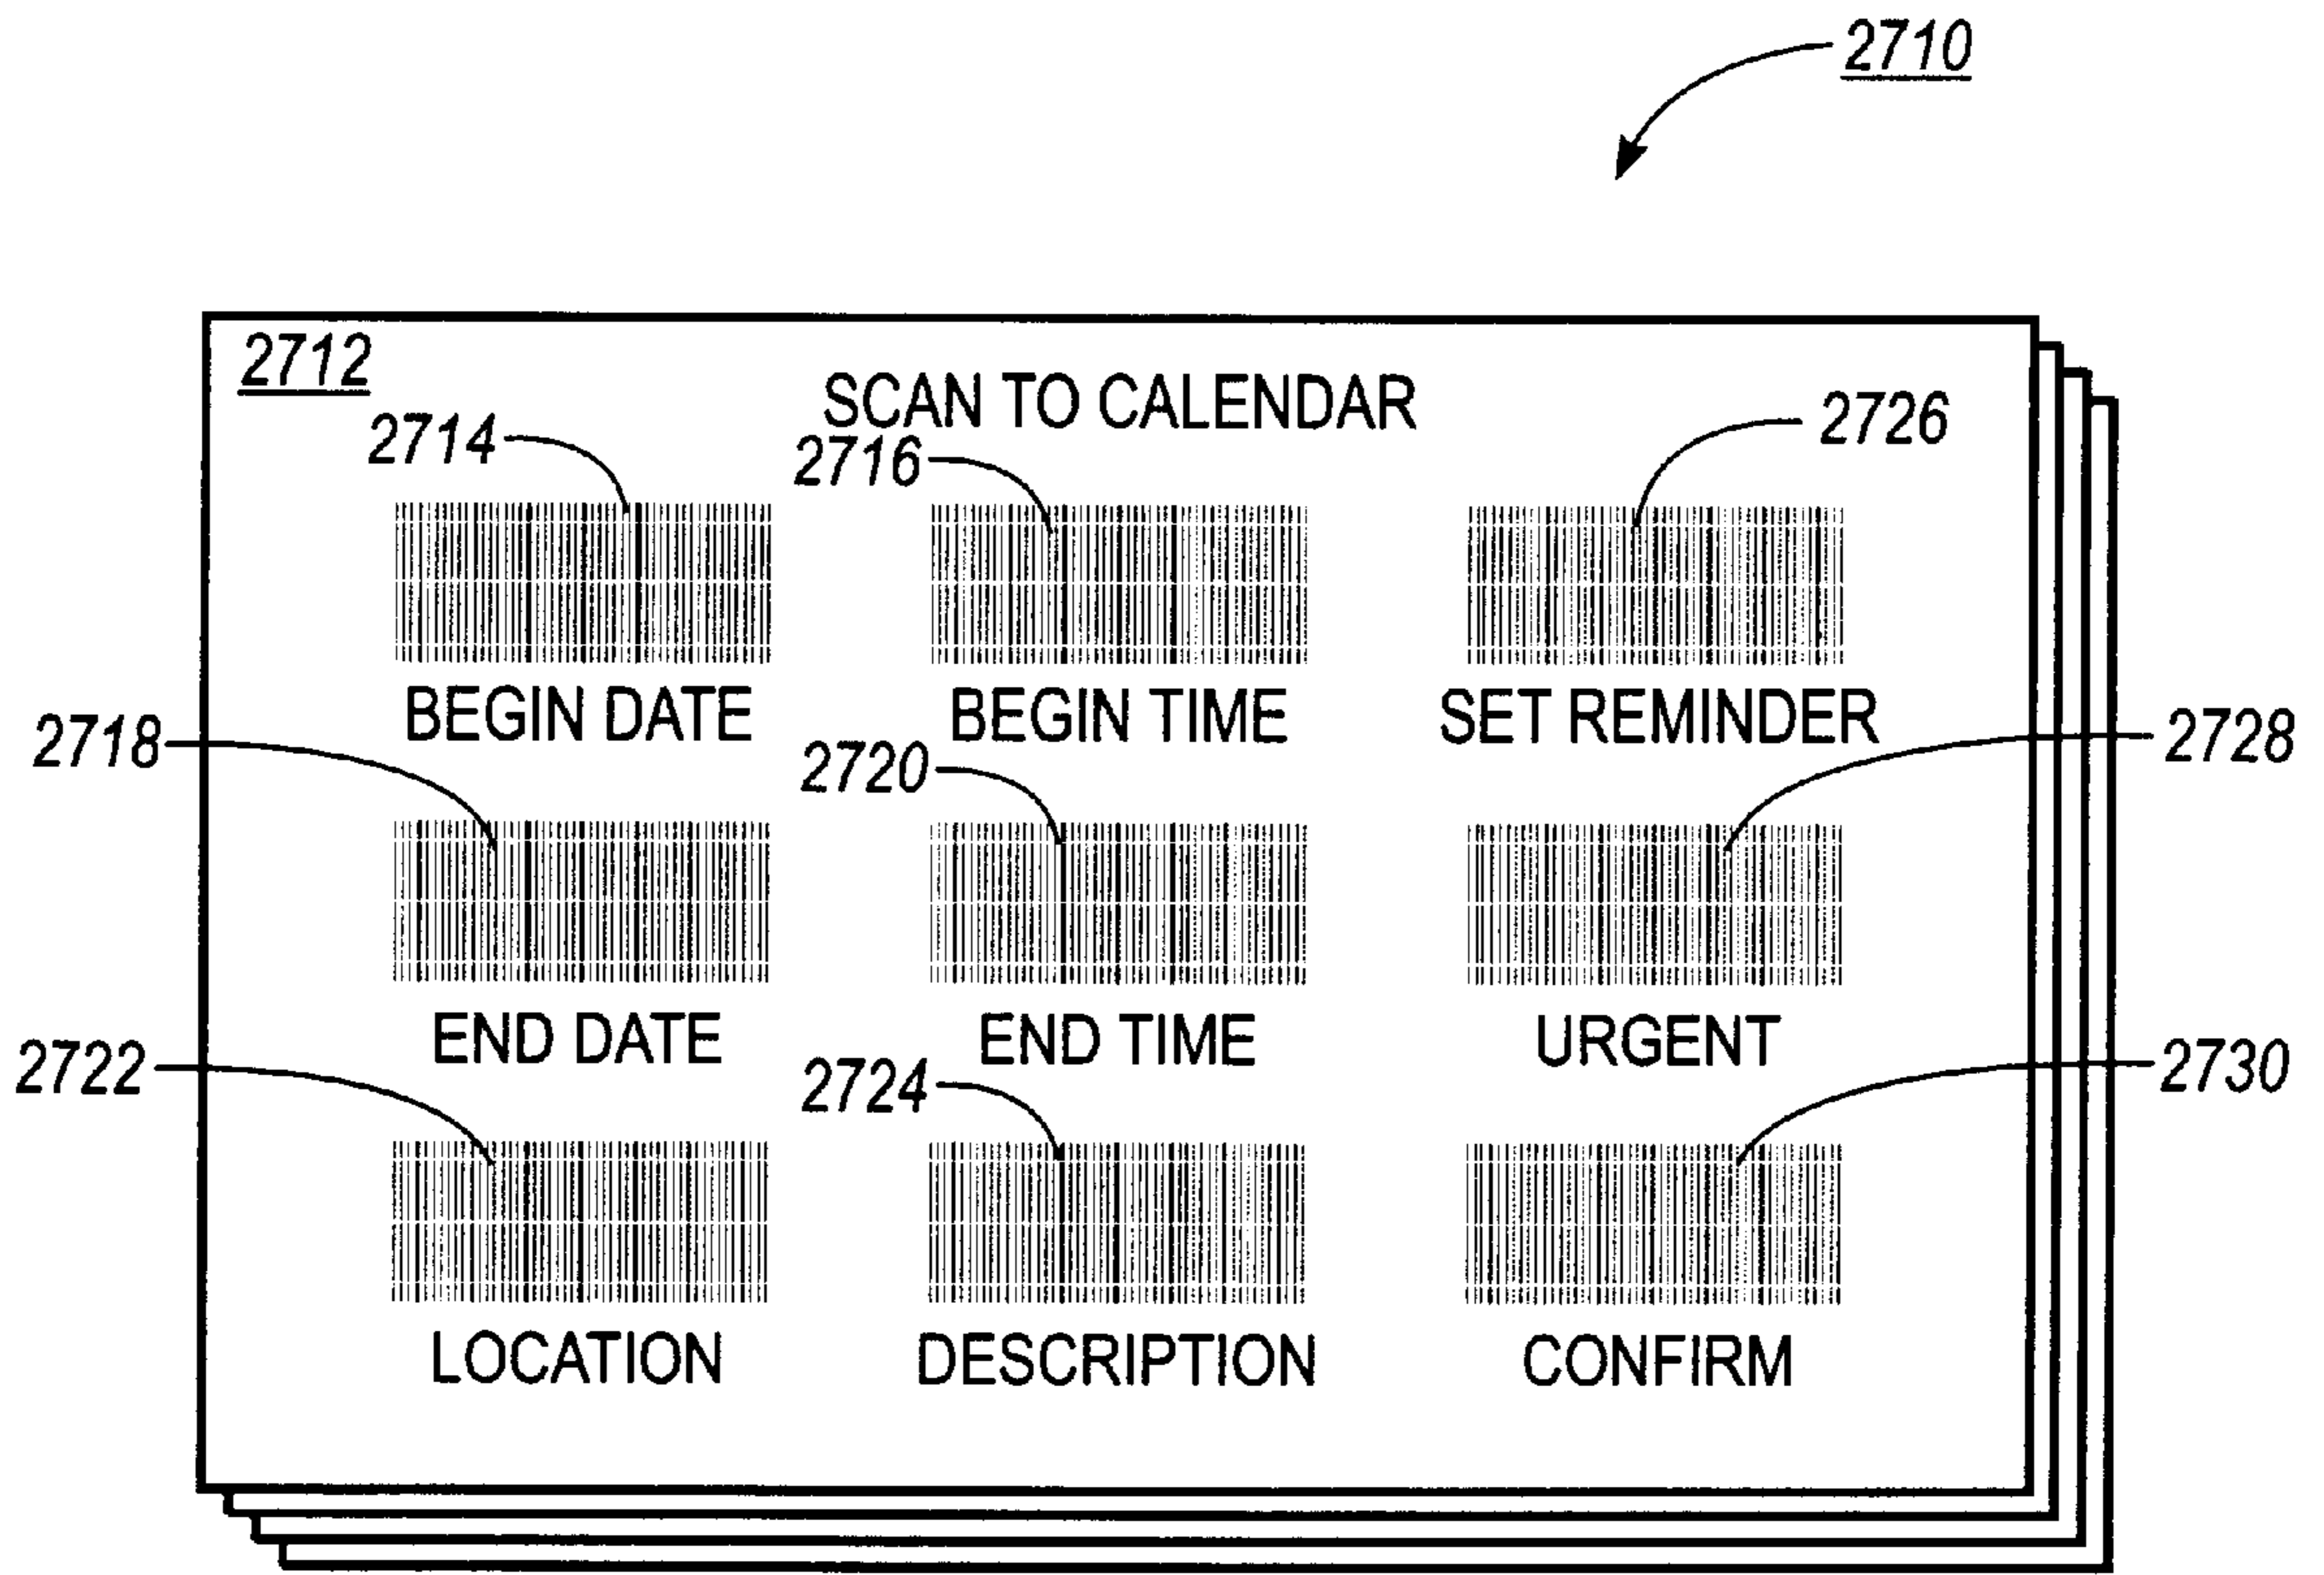 2710
2712
SCAN TO CALENDAR
2714
2716
2726
BEGIN DATE
BEGIN TIME
SET REMINDER
2718
2720
2728
END DATE
END TIME
URGENT
2722
2724
2730
LOCATION
DESCRIPTION
CONFIRM